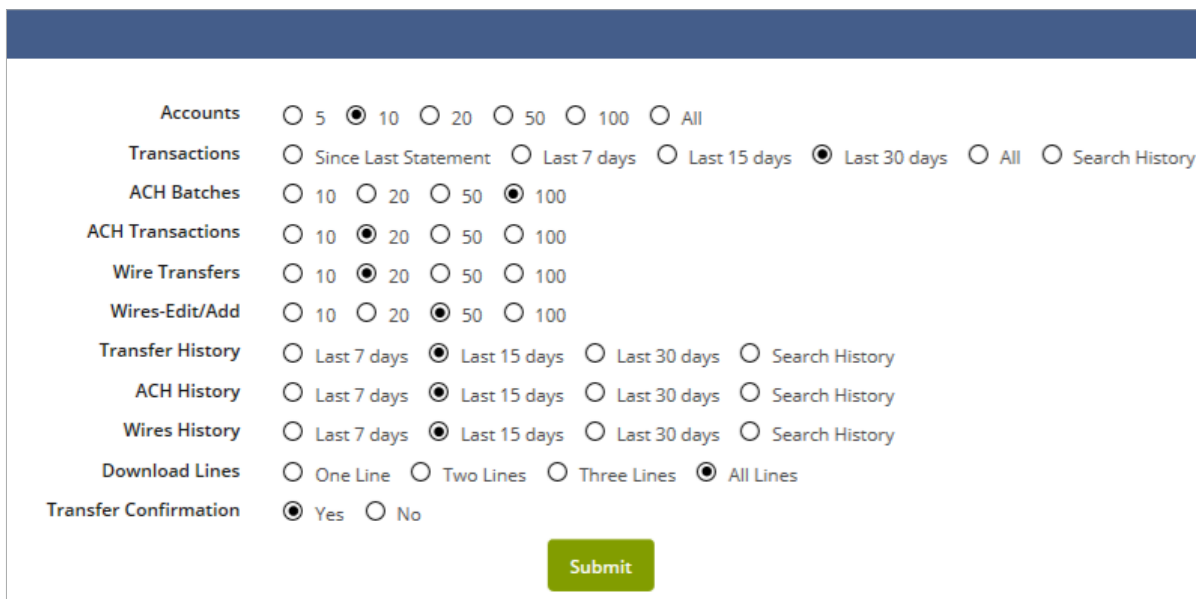 Accounts 5 10 20 50 100 All
Transactions Since Last Statement Last 7 days Last 15 days Last 30 days All Search History
ACH Batches 10 20 50 100
ACH Transactions 10 20 50 100
Wire Transfers 10 20 50 100
Wires-Edit/Add 10 20 50 100
Transfer History Last 7 days Last 15 days Last 30 days Search History
ACH History Last 7 days Last 15 days Last 30 days Search History
Wires History Last 7 days Last 15 days Last 30 days Search History
Download Lines One Line Two Lines Three Lines All Lines
Transfer Confirmation Yes No
Submit